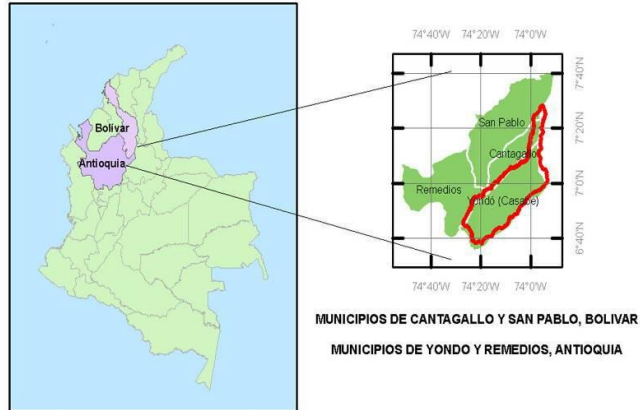 Bolívar
Antioquia
74°40'W 74°20'W 74°0'W
7°40'N
7°20'N
7°0'N
6°40'N
San Pablo
Cantagallo
Remedios
Yondó (Casabe)
74°40'W 74°20'W 74°0'W
MUNICIPIOS DE CANTAGALLO Y SAN PABLO, BOLIVAR
MUNICIPIOS DE YONDO Y REMEDIOS, ANTIOQUIA